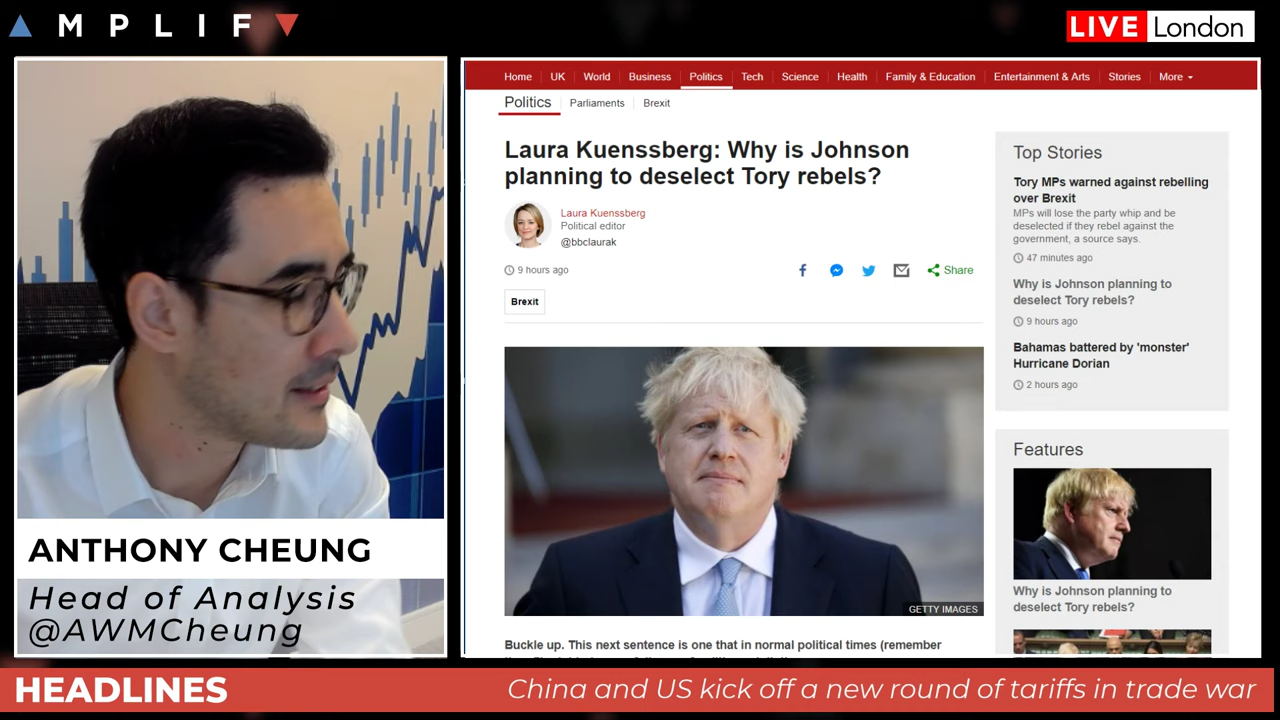 MPLIF
LIVE London
Home UK World Business Politics Tech Science Health Family & Education Entertainment & Arts Stories More
Politics Parliaments Brexit
Laura Kuenssberg: Why is Johnson
planning to deselect Tory rebels?
Laura Kuenssberg
Political editor
@bbclaurak
9 hours ago
Share
Brexit
GETTY IMAGES
Buckle up. This next sentence is one that in normal political times (remember
Top Stories
Tory MPs warned against rebelling
over Brexit
MPs will lose the party whip and be
deselected if they rebel against the
government, a source says.
47 minutes ago
Why is Johnson planning to
deselect Tory rebels?
9 hours ago
Bahamas battered by 'monster'
Hurricane Dorian
2 hours ago
Features
Why is Johnson planning to
deselect Tory rebels?
ANTHONY CHEUNG
Head of Analysis
@AWMCheung
HEADLINES
China and US kick off a new round of tariffs in trade war